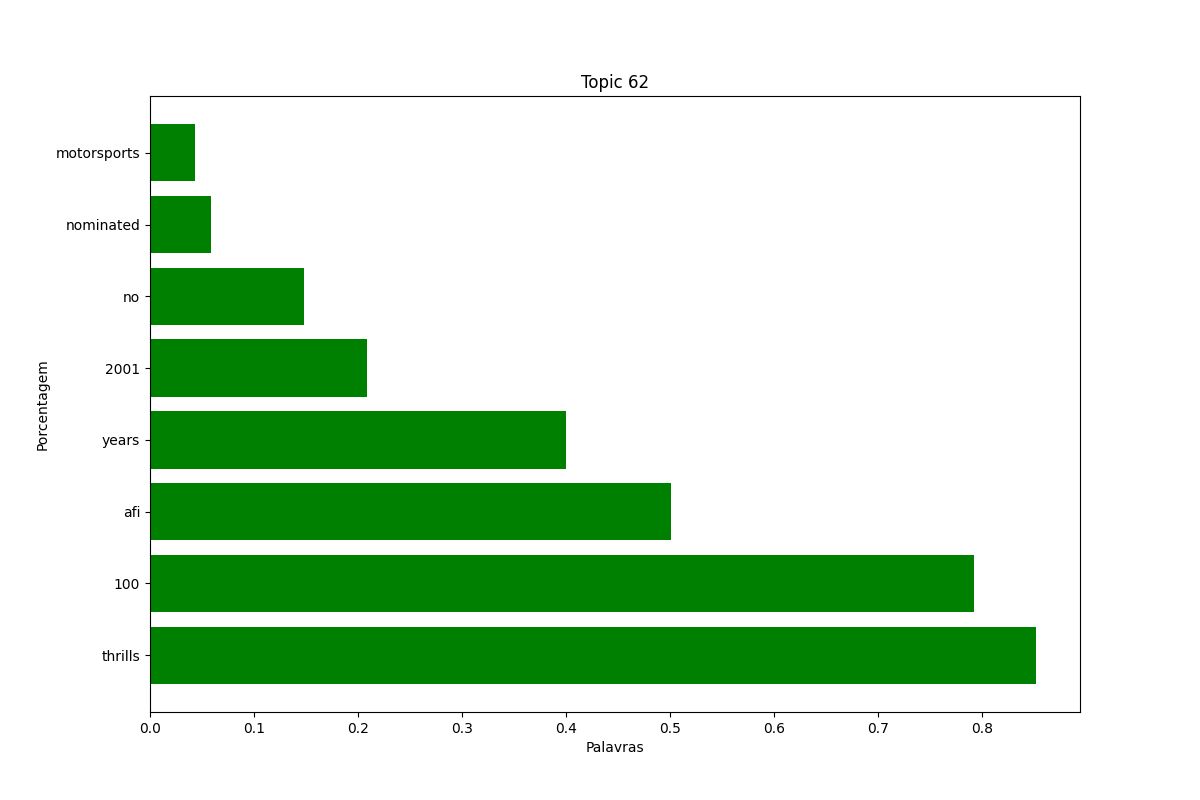 Topic 62
motorsports
nominated
no
2001
years
afi
100
thrills
Porcentagem
0.0 0.1 0.2 0.3 0.4 0.5 0.6 0.7 0.8
Palavras